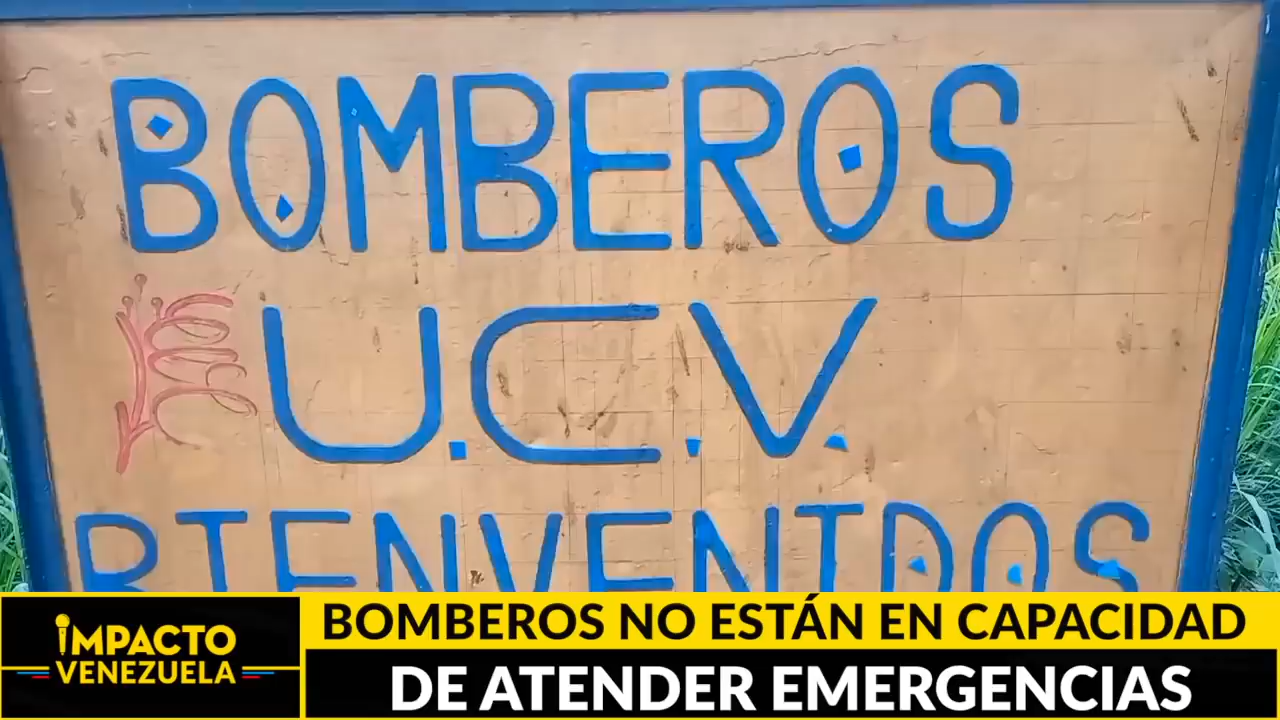 BOMBEROS
U.C.V.
BIENVENIDOS
IMPACTO
VENEZUELA
BOMBEROS NO ESTÁN EN CAPACIDAD
DE ATENDER EMERGENCIAS